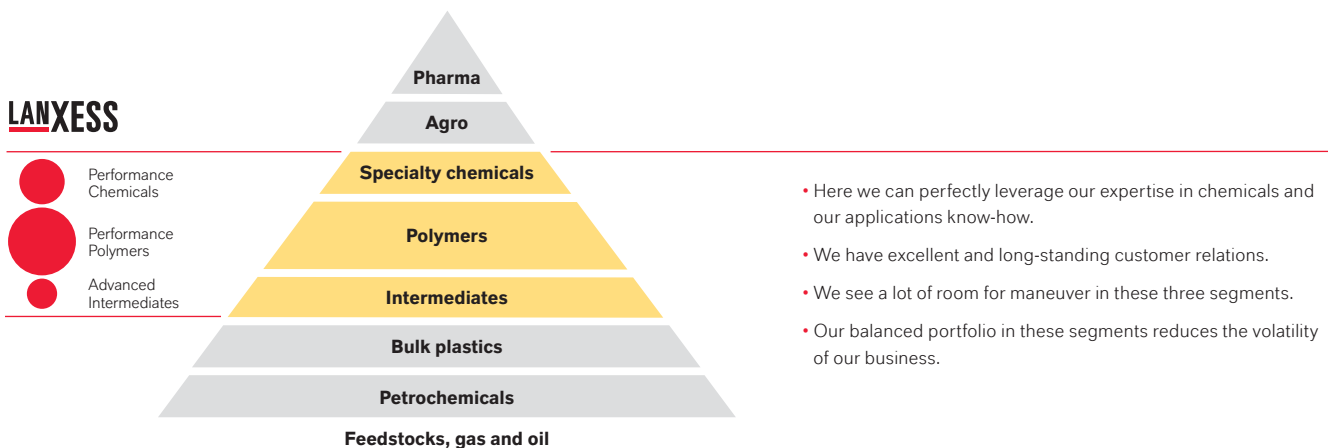 LANXESS
Performance
Chemicals
Performance
Polymers
Advanced
Intermediates
Pharma
Agro
Specialty chemicals
Polymers
Intermediates
Bulk plastics
Petrochemicals
Feedstocks, gas and oil
• Here we can perfectly leverage our expertise in chemicals and
our applications know-how.
• We have excellent and long-standing customer relations.
• We see a lot of room for maneuver in these three segments.
• Our balanced portfolio in these segments reduces the volatility
of our business.